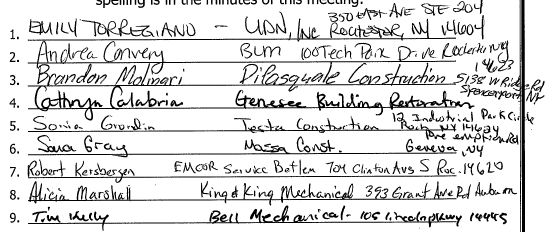 spelling is in the minutes of this meeting.
350 EAST AVE STE 204
1. EMILY TORREGIANO - UDN, Inc ROCHESTER, NY 14604
2. Andrea Convery BLM 100 Tech Park Drive Rochester NY 14623
3. Brandon Molinari DiPasquale Construction 5138 W Ridge Rd Spencerport NY
4. Cathryn Calabria Genesee Building Restoration
5. Sonia Grondin Testa Construction 12 Industrial Park Circle Roch NY 14624
6. Sara Gray Massa Const. Pre emption Rd Geneva, NY
7. Robert Kersbergen EMCOR Service Betlem 704 Clinton Avs S Roc. 14620
8. Alicia Marshall King & King Mechanical 393 Grant Ave Rd Auburn
9. Tim Kelly Bell Mechanical - 105 Lincoln Pkwy 14445